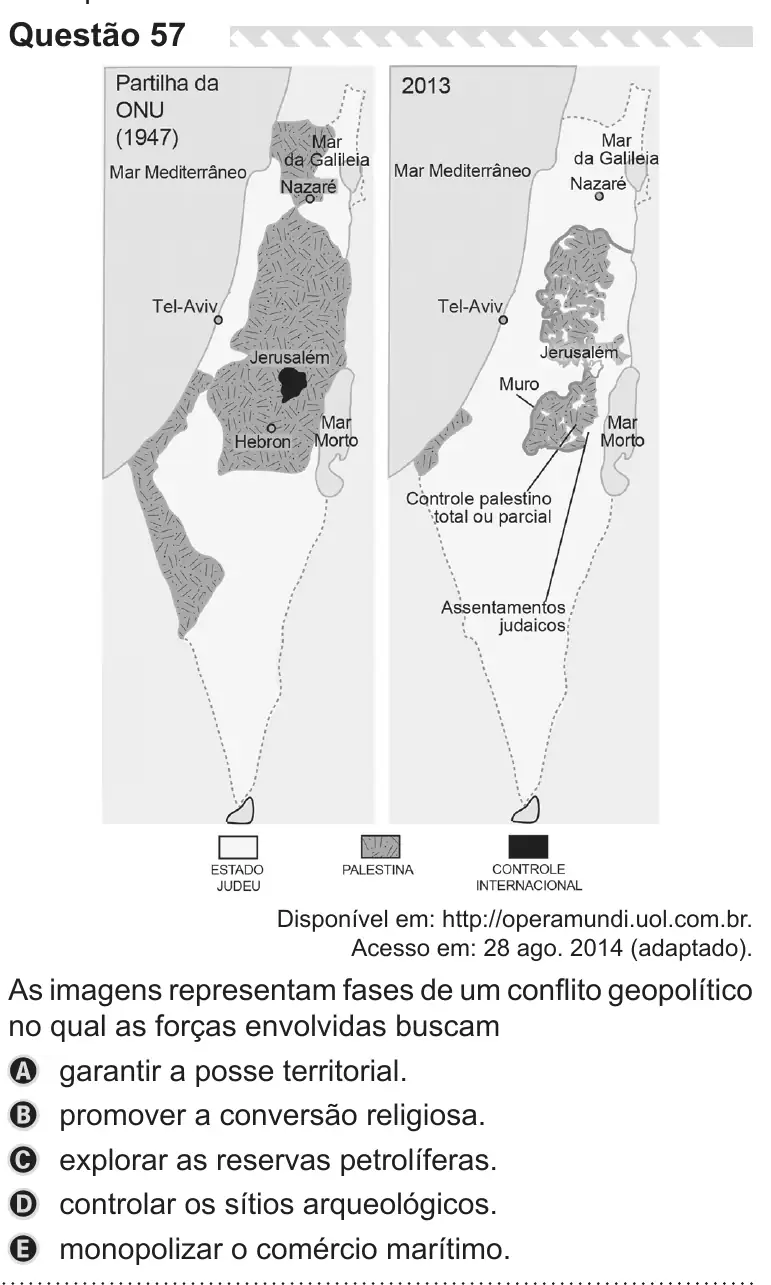 Questão 57
Partilha da
ONU
(1947)
Mar Mediterrâneo
Mar
da Galileia
Nazaré
Tel-Aviv
Jerusalém
Hebron
Mar
Morto
2013
Mar Mediterrâneo
Mar
da Galileia
Nazaré
Tel-Aviv
Jerusalém
Muro
Mar
Morto
Controle palestino
total ou parcial
Assentamentos
judaicos
ESTADO
JUDEU
PALESTINA
CONTROLE
INTERNACIONAL
Disponível em: http://operamundi.uol.com.br.
Acesso em: 28 ago. 2014 (adaptado).
As imagens representam fases de um conflito geopolítico
no qual as forças envolvidas buscam
A garantir a posse territorial.
B promover a conversão religiosa.
C explorar as reservas petrolíferas.
D controlar os sítios arqueológicos.
E monopolizar o comércio marítimo.